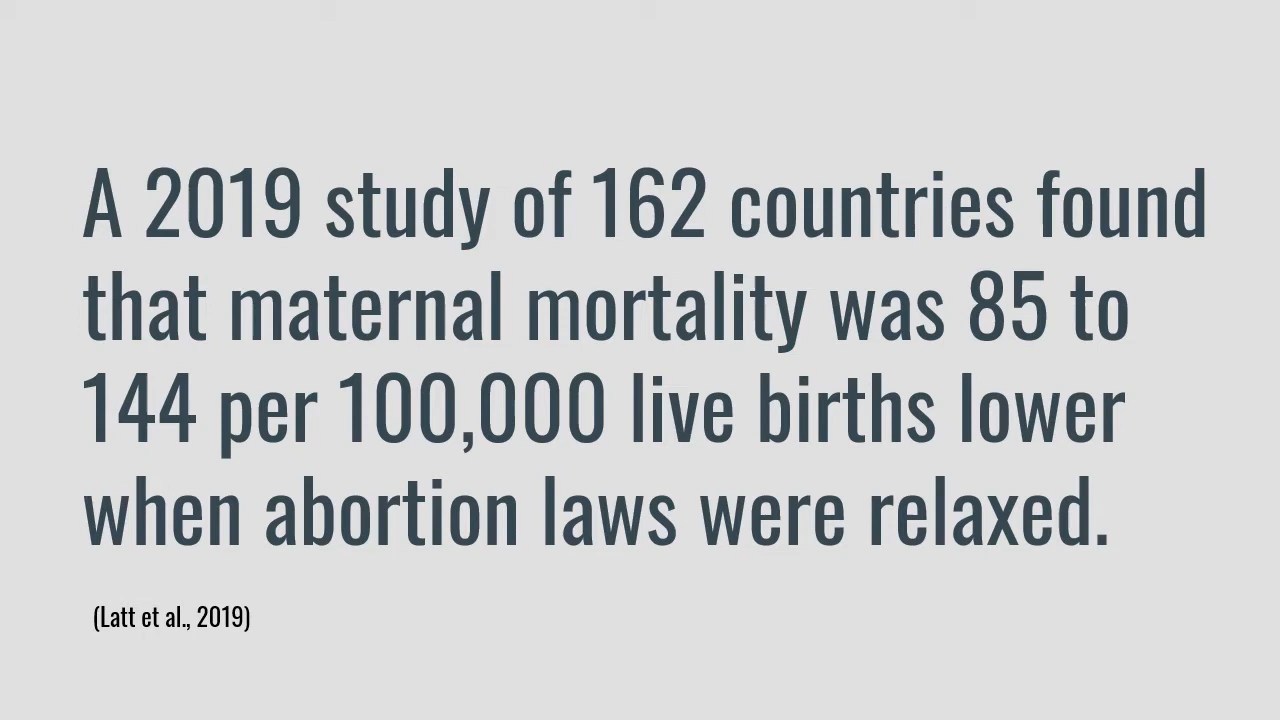 A 2019 study of 162 countries found
that maternal mortality was 85 to
144 per 100,000 live births lower
when abortion laws were relaxed.
(Latt et al., 2019)